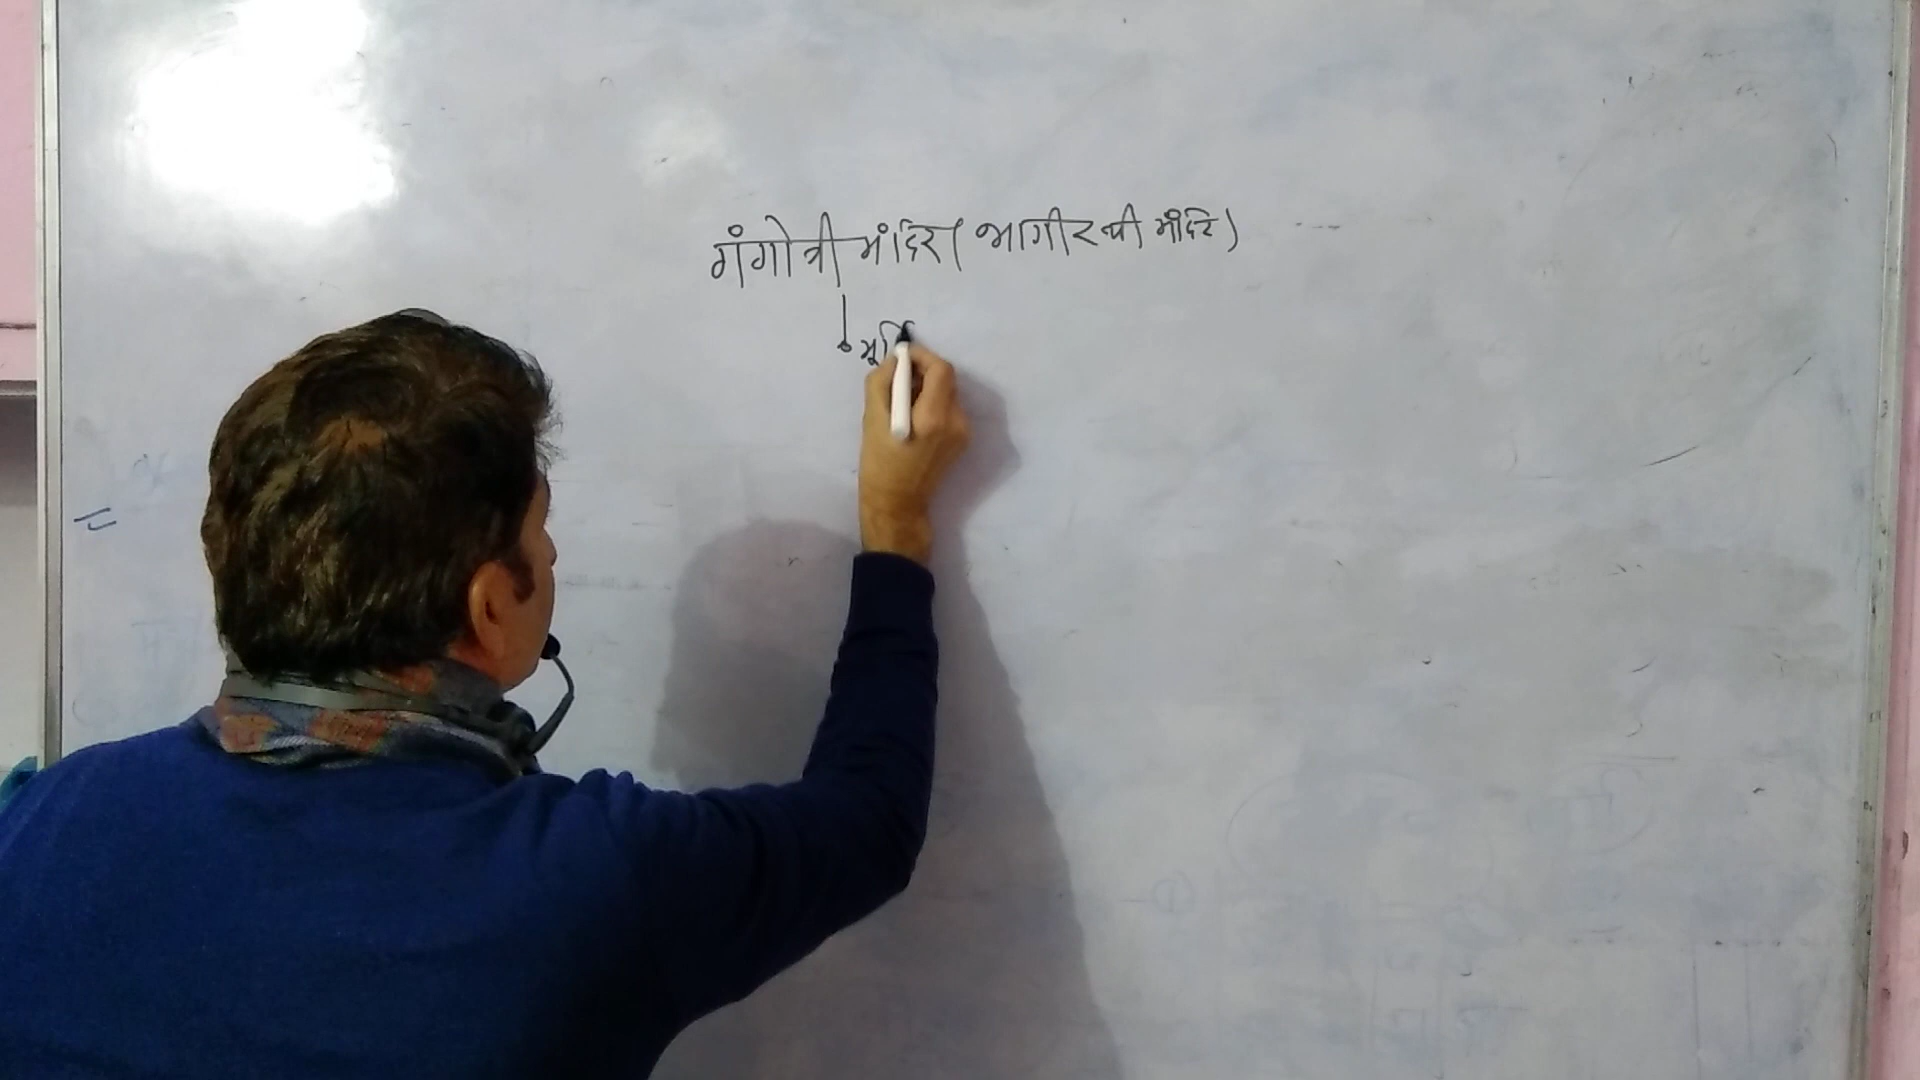 गंगोत्री मंदिर (भागीरथी मंदिर)